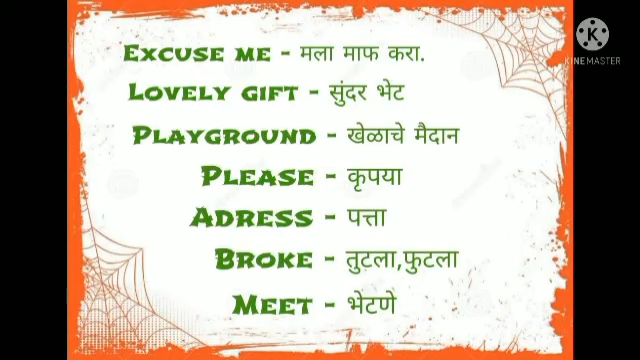 EXCUSE ME - मला माफ करा.
LOVELY GIFT - सुंदर भेट
PLAYGROUND - खेळाचे मैदान
PLEASE - कृपया
ADRESS - पत्ता
BROKE - तुटला,फुटला
MEET - भेटणे
K
KINEMASTER